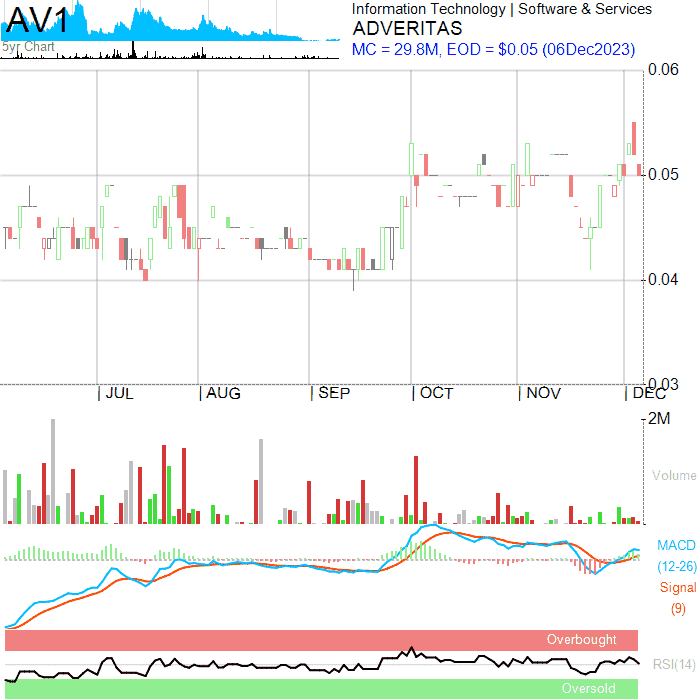 AV1
5yr Chart
Information Technology | Software & Services
ADVERITAS
MC = 29.8M, EOD = $0.05 (06Dec2023)
0.06
0.05
0.04
0.03
JUL AUG SEP OCT NOV DEC
2M
Volume
MACD
(12-26)
Signal
(9)
Overbought
RSI(14)
Oversold